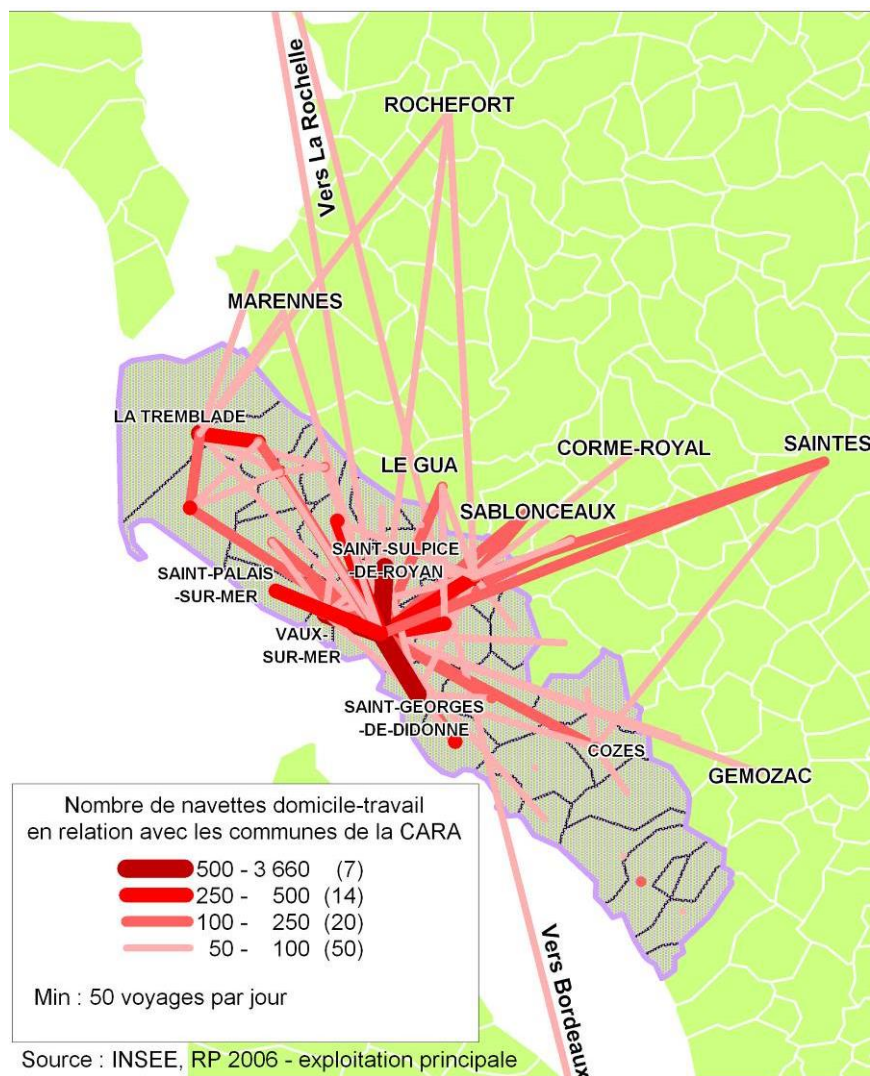 Vers La Rochelle
ROCHEFORT
MARENNES
LA TREMBLADE
LE GUA
CORME-ROYAL
SAINTES
SABLONCEAUX
SAINT-SULPICE
-DE-ROYAN
SAINT-PALAIS
-SUR-MER
VAUX-
SUR-MER
SAINT-GEORGES
-DE-DIDONNE
COZES
GEMOZAC
Vers Bordeaux
Nombre de navettes domicile-travail
en relation avec les communes de la CARA
500 - 3 660 (7)
250 - 500 (14)
100 - 250 (20)
50 - 100 (50)
Min : 50 voyages par jour
Source : INSEE, RP 2006 - exploitation principale